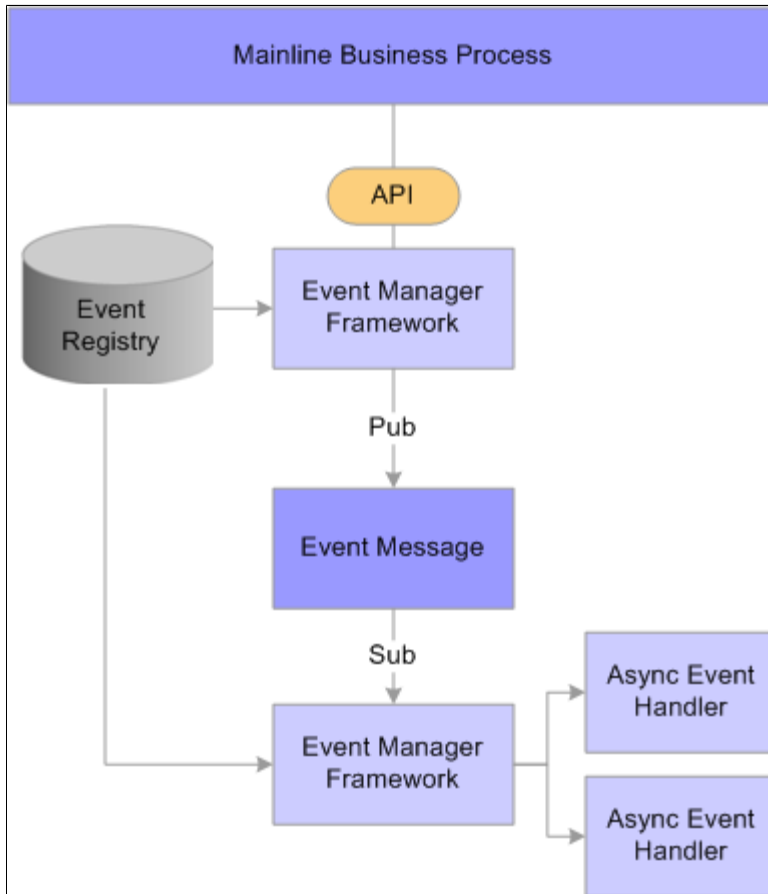 Mainline Business Process
API
Event Manager
Framework
Event
Registry
Pub
Event Message
Sub
Async Event
Handler
Event Manager
Framework
Async Event
Handler